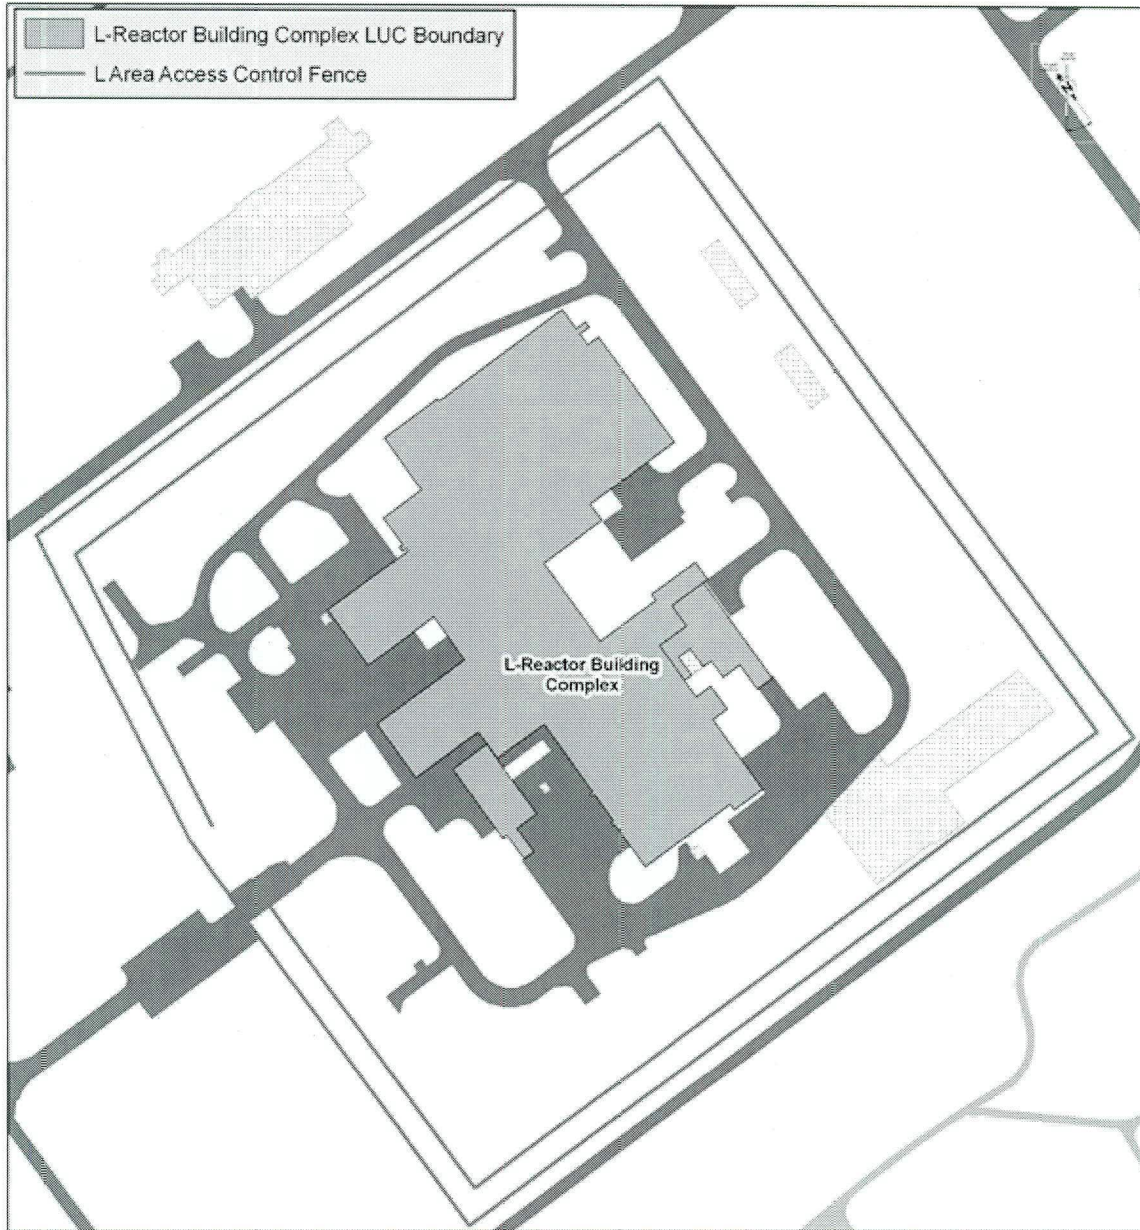 L-Reactor Building Complex LUC Boundary
L Area Access Control Fence
N
L-Reactor Building
Complex